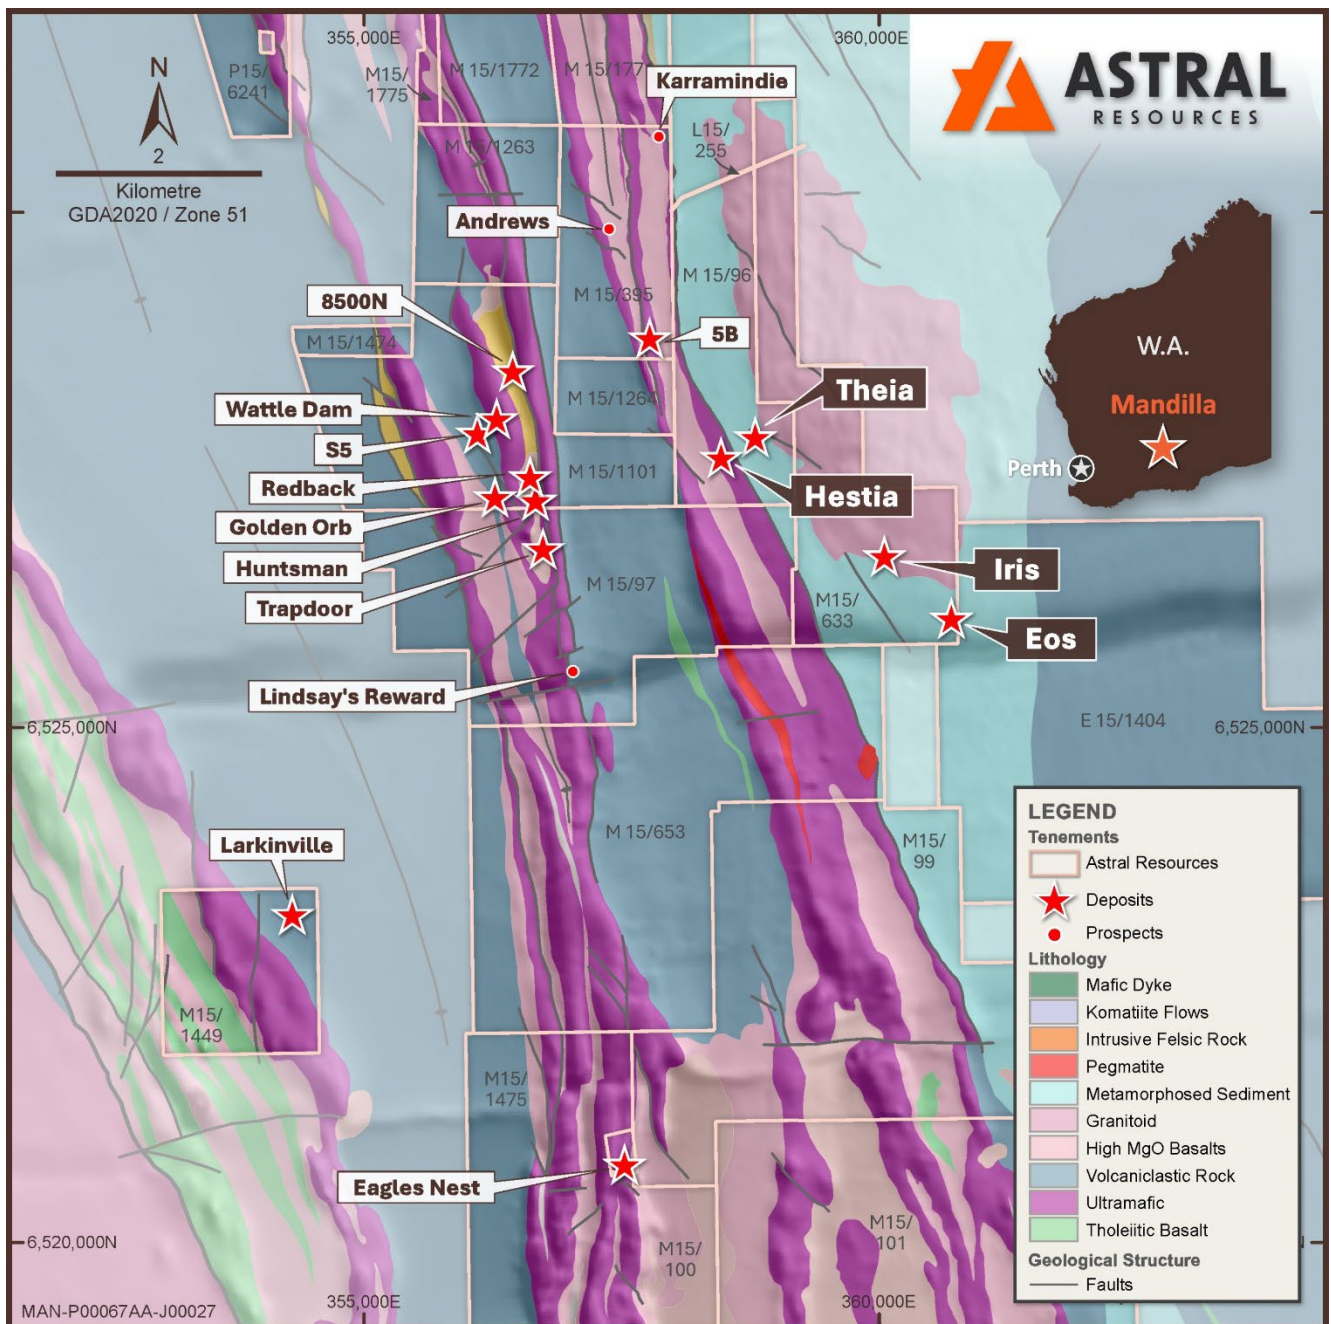 355,000E
360,000E
ASTRAL
RESOURCES
N
2
Kilometre
GDA2020 / Zone 51
P15/
6241
M15/
1775
M 15/1772
M 15/177
Karramindie
L15/
255
M 15/1263
Andrews
M 15/96
M 15/395
8500N
5B
M 15/1474
W.A.
Mandilla
Perth
Theia
M 15/1264
Wattle Dam
S5
Hestia
Redback
M 15/1101
Golden Orb
Huntsman
Iris
Trapdoor
M 15/97
M15/
633
Eos
Lindsay's Reward
6,525,000N
E 15/1404
6,525,000N
M 15/653
Larkinville
M15/
99
M15/
1449
M15/
1475
Eagles Nest
M15/
100
M15/
101
6,520,000N
N
355,000E
360,000E
MAN-P00067AA-J00027
LEGEND
Tenements
Astral Resources
Deposits
Prospects
Lithology
Mafic Dyke
Komatiite Flows
Intrusive Felsic Rock
Pegmatite
Metamorphosed Sediment
Granitoid
High MgO Basalts
Volcaniclastic Rock
Ultramafic
Tholeiitic Basalt
Geological Structure
Faults